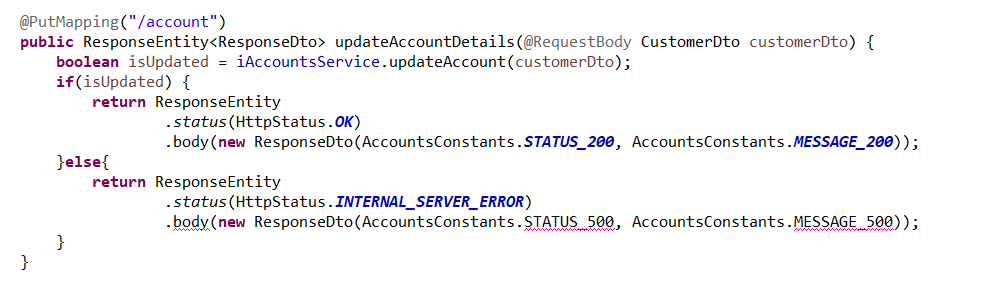 @PutMapping("/account")
public ResponseEntity<ResponseDto> updateAccountDetails(@RequestBody CustomerDto customerDto) {
    boolean isUpdated = iAccountsService.updateAccount(customerDto);
    if(isUpdated) {
        return ResponseEntity
                .status(HttpStatus.OK)
                .body(new ResponseDto(AccountsConstants.STATUS_200, AccountsConstants.MESSAGE_200));
    }else{
        return ResponseEntity
                .status(HttpStatus.INTERNAL_SERVER_ERROR)
                .body(new ResponseDto(AccountsConstants.STATUS_500, AccountsConstants.MESSAGE_500));
    }
}